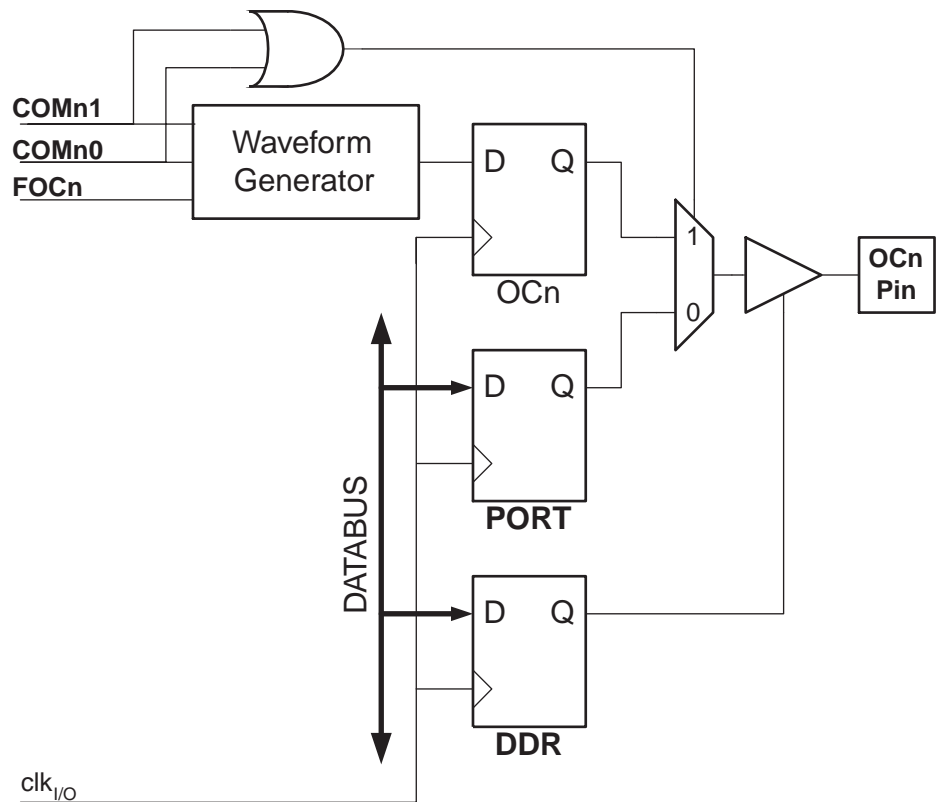 COMn1
COMn0
FOCn
Waveform
Generator
D Q
OCn
1
0
OCn
Pin
D Q
PORT
DATABUS
D Q
DDR
clkI/O